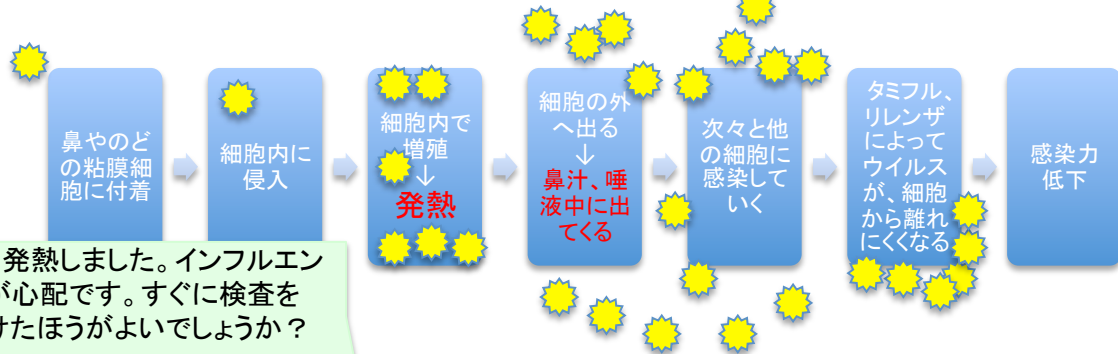 鼻やのど
の粘膜細
胞に付着
細胞内に
侵入
細胞内で
増殖
↓
発熱
細胞の外
へ出る
↓
鼻汁、唾
液中に出
てくる
次々と他
の細胞に
感染して
いく
タミフル、
リレンザ
によって
ウイルス
が、細胞
から離れ
にくくなる
感染力
低下
発熱しました。インフルエン
が心配です。すぐに検査を
けたほうがよいでしょうか？